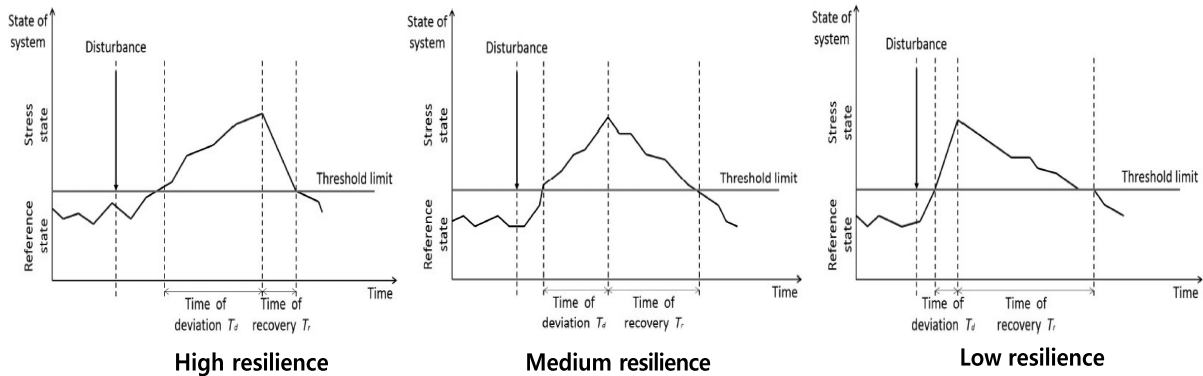 State of
system
Disturbance
Stress
state
Threshold limit
Reference
state
Time
Time of
deviation Td
Time of
recovery Tr
High resilience
State of
system
Disturbance
Stress
state
Threshold limit
Reference
state
Time
Time of
deviation Td
Time of
recovery Tr
Medium resilience
State of
system
Disturbance
Stress
state
Threshold limit
Reference
state
Time
Time of
deviation Td
Time of
recovery Tr
Low resilience